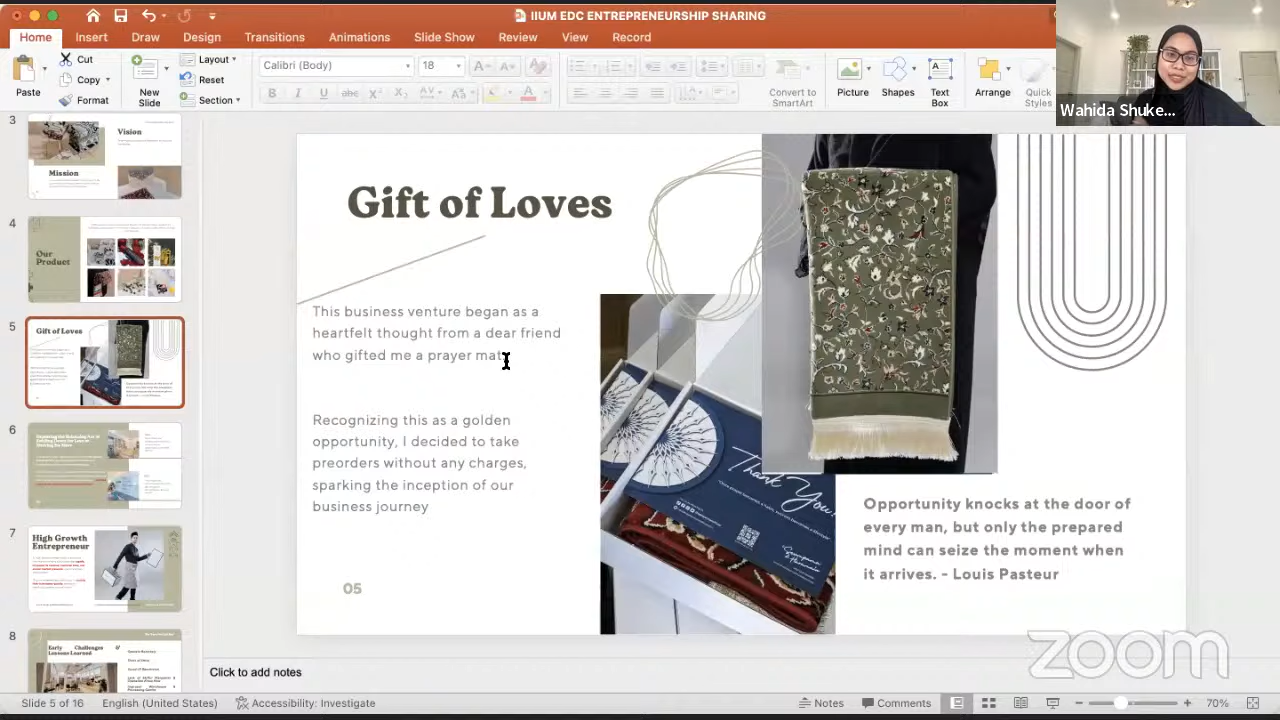 IIUM EDC ENTREPRENEURSHIP SHARING
Home Insert Draw Design Transitions Animations Slide Show Review View Record
Paste
Cut
Copy
Format
New Slide
Layout
Reset
Section
Calibri (Body) 18
Convert to SmartArt
Picture
Shapes
Text Box
Arrange
Quick Styles
Wahida Shuke...
3
Vision
Mission
4
Our Product
5
Gift of Loves
6
7
High Growth Entrepreneur
8
Early Challenges
Lessons Learned
Gift of Loves
This business venture began as a
heartfelt thought from a dear friend
who gifted me a prayer mat
Recognizing this as a golden
opportunity, I decided to take
preorders without any charges,
sparking the inception of our
business journey
05
Thank You!
Opportunity knocks at the door of
every man, but only the prepared
mind can seize the moment when
it arrives. - Louis Pasteur
zoom
Click to add notes
Slide 5 of 16 English (United States) Accessibility: Investigate Notes Comments 70%